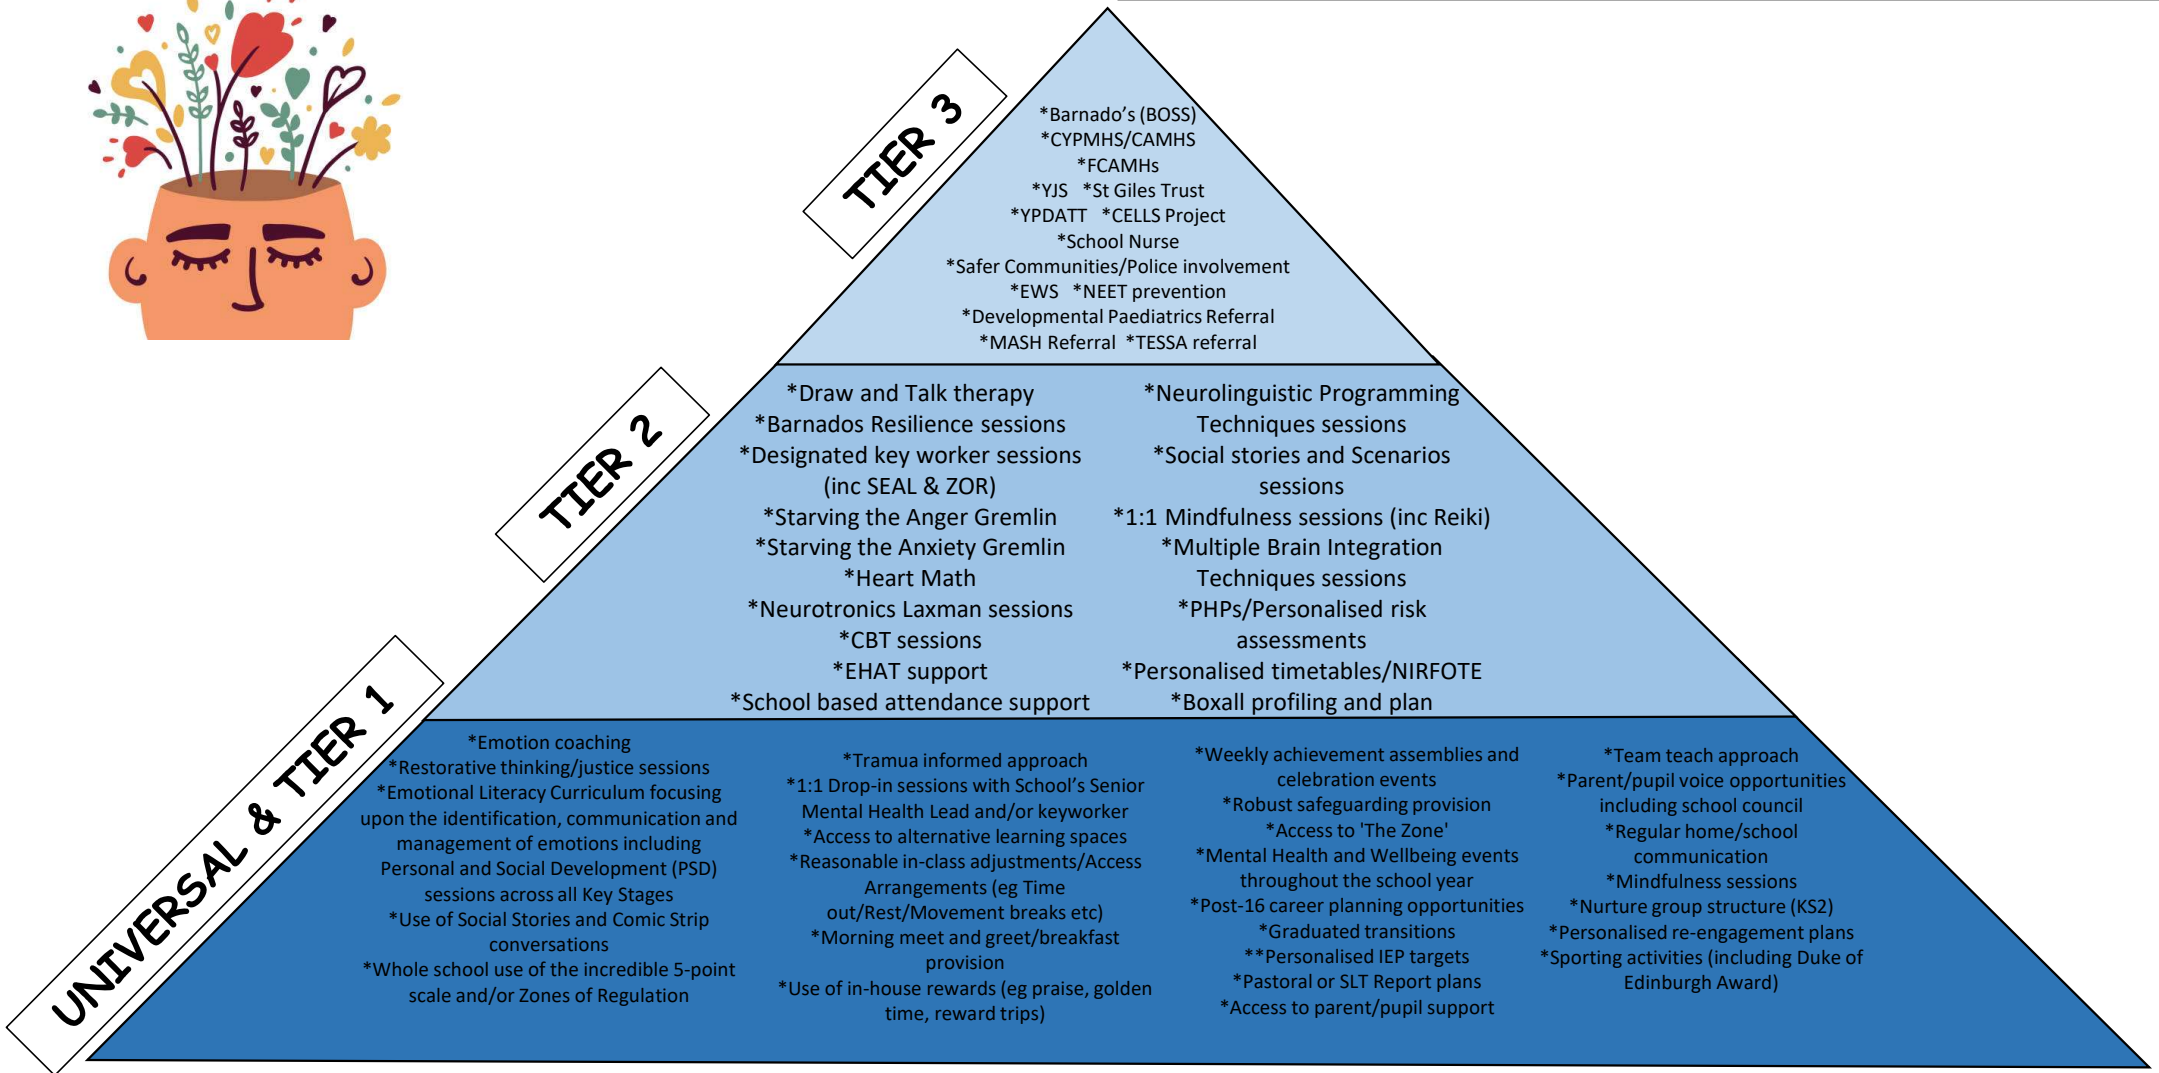 TIER 3
*Barnado’s (BOSS)
*CYPMHS/CAMHS
*FCAMHs
*YJS *St Giles Trust
*YPDATT *CELLS Project
*School Nurse
*Safer Communities/Police involvement
*EWS *NEET prevention
*Developmental Paediatrics Referral
*MASH Referral *TESSA referral
TIER 2
*Draw and Talk therapy
*Barnados Resilience sessions
*Designated key worker sessions
(inc SEAL & ZOR)
*Starving the Anger Gremlin
*Starving the Anxiety Gremlin
*Heart Math
*Neurotronics Laxman sessions
*CBT sessions
*EHAT support
*School based attendance support
*Neurolinguistic Programming
Techniques sessions
*Social stories and Scenarios
sessions
*1:1 Mindfulness sessions (inc Reiki)
*Multiple Brain Integration
Techniques sessions
*PHPs/Personalised risk
assessments
*Personalised timetables/NIRFOTE
*Boxall profiling and plan
UNIVERSAL & TIER 1
*Emotion coaching
*Restorative thinking/justice sessions
*Emotional Literacy Curriculum focusing
upon the identification, communication and
management of emotions including
Personal and Social Development (PSD)
sessions across all Key Stages
*Use of Social Stories and Comic Strip
conversations
*Whole school use of the incredible 5-point
scale and/or Zones of Regulation
*Tramua informed approach
*1:1 Drop-in sessions with School’s Senior
Mental Health Lead and/or keyworker
*Access to alternative learning spaces
*Reasonable in-class adjustments/Access
Arrangements (eg Time
out/Rest/Movement breaks etc)
*Morning meet and greet/breakfast
provision
*Use of in-house rewards (eg praise, golden
time, reward trips)
*Weekly achievement assemblies and
celebration events
*Robust safeguarding provision
*Access to 'The Zone'
*Mental Health and Wellbeing events
throughout the school year
*Post-16 career planning opportunities
*Graduated transitions
**Personalised IEP targets
*Pastoral or SLT Report plans
*Access to parent/pupil support
*Team teach approach
*Parent/pupil voice opportunities
including school council
*Regular home/school
communication
*Mindfulness sessions
*Nurture group structure (KS2)
*Personalised re-engagement plans
*Sporting activities (including Duke of
Edinburgh Award)